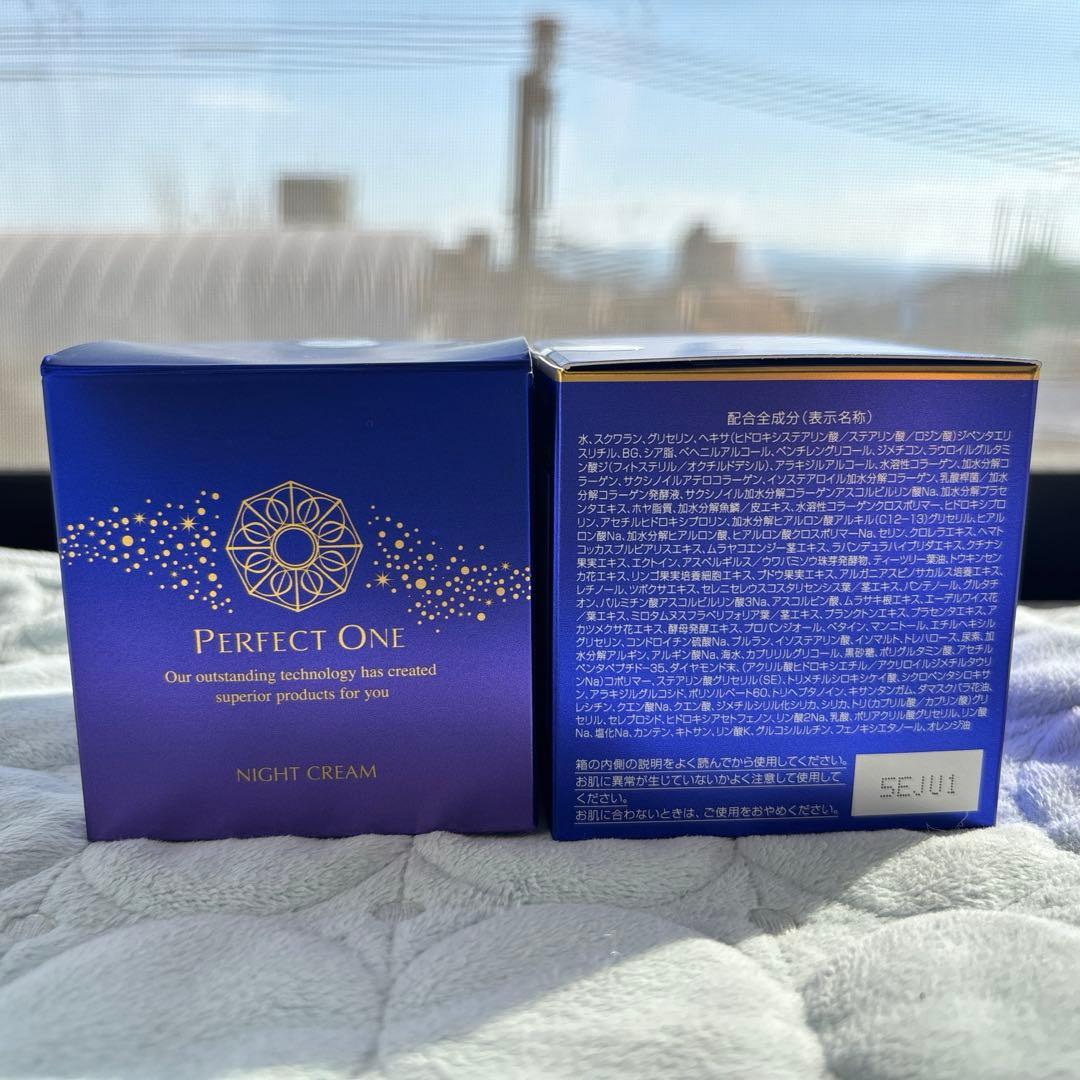 PERFECT ONE
Our outstanding technology has created
superior products for you
NIGHT CREAM
配合全成分(表示名称)
水、スクワラン、グリセリン、ヘキサ(ヒドロキシステアリン酸/ステアリン酸/ロジン酸)ジペンタエリ
スリチル、BG、シア脂、ベヘニルアルコール、ペンチレングリコール、ジメチコン、ラウロイルグルタ
ミン酸ジ(フィトステリル/オクチルドデシル)、アラキジルアルコール、水溶性コラーゲン、加水分解コ
ラーゲン、サクシノイルアテロコラーゲン、イソステアロイル加水分解コラーゲン、乳酸桿菌/加水
分解コラーゲン発酵液、サクシノイル加水分解コラーゲンアスコルビルリン酸Na、加水分解プラセ
ンタエキス、ホヤ脂質、加水分解魚鱗/皮エキス、水溶性コラーゲンクロスポリマー、ヒドロキシプロ
リン、アセチルヒドロキシプロリン、加水分解ヒアルロン酸アルキル(C12-13)グリセリル、ヒアル
ロン酸Na、加水分解ヒアルロン酸、ヒアルロン酸クロスポリマーNa、セリン、クロレラエキス、ヘマト
コッカスプルビアリスエキス、ムラヤコエンジー茎エキス、ラバンデュラハイブリダエキス、クチナシ
果実エキス、エクトイン、アスペルギルス/ウワバミソウ珠芽発酵物、ティーツリー葉油、トウキンセン
カ花エキス、リンゴ果実培養細胞エキス、ブドウ果実エキス、アルガニアスピノサカルス培養エキス、
レチノール、ツボクサエキス、セレニセレウスコスタリセンシス葉/茎エキス、パンテノール、グルタチ
オン、パルミチン酸アスコルビルリン酸3Na、アスコルビン酸、ムラサキ根エキス、エーデルワイス花
/葉エキス、ミロタムヌスフラベリフォリア葉/茎エキス、プランクトンエキス、プラセンタエキス、ア
カツメクサ花エキス、酵母発酵エキス、プロパンジオール、ベタイン、マンニトール、エチルヘキシル
グリセリン、コンドロイチン硫酸Na、プルラン、イソステアリン酸、イソマルト、トレハロース、尿素、加
水分解アルギン、アルギン酸Na、海水、カプリリルグリコール、黒砂糖、ポリグルタミン酸、アセチル
ペンタペプチド-35、ダイヤモンド末、(アクリル酸ヒドロキシエチル/アクリロイルジメチルタウリ
ンNa)コポリマー、ステアリン酸グリセリル(SE)、トリメチルシロキシケイ酸、シクロペンタシロキサ
ン、アラキジルグルコシド、ポリソルベート60、トリヘプタノイン、キサンタンガム、ダマスクバラ花油、
レシチン、クエン酸Na、クエン酸、ジメチルシリル化シリカ、シリカ、トリ(カプリル酸/カプリン酸)グリ
セリル、セレブロシド、ヒドロキシアセトフェノン、リン酸2Na、乳酸、ポリアクリル酸グリセリル、リン酸
Na、塩化Na、カンテン、キトサン、リン酸K、グルコシルルチン、フェノキシエタノール、オレンジ油
箱の内側の説明をよく読んでから使用してください。
お肌に異常が生じていないかよく注意して使用して
ください。
お肌に合わないときは、ご使用をおやめください。
5EJU1